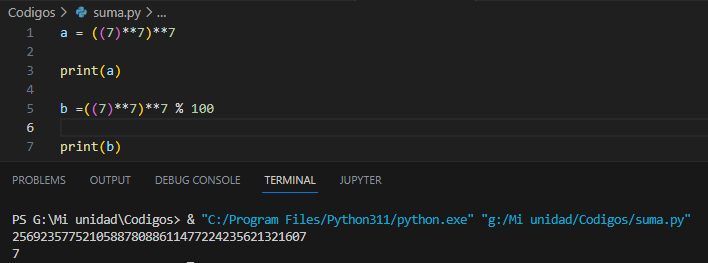 Codigos > suma.py > ...
1 a = ((7)**7)**7
2
3 print(a)
4
5 b =((7)**7)**7 % 100
6
7 print(b)
PROBLEMS OUTPUT DEBUG CONSOLE TERMINAL JUPYTER
PS G:\Mi unidad\Codigos> & "C:/Program Files/Python311/python.exe" "g:/Mi unidad/Codigos/suma.py"
256923577521058878088611477224235621321607
7